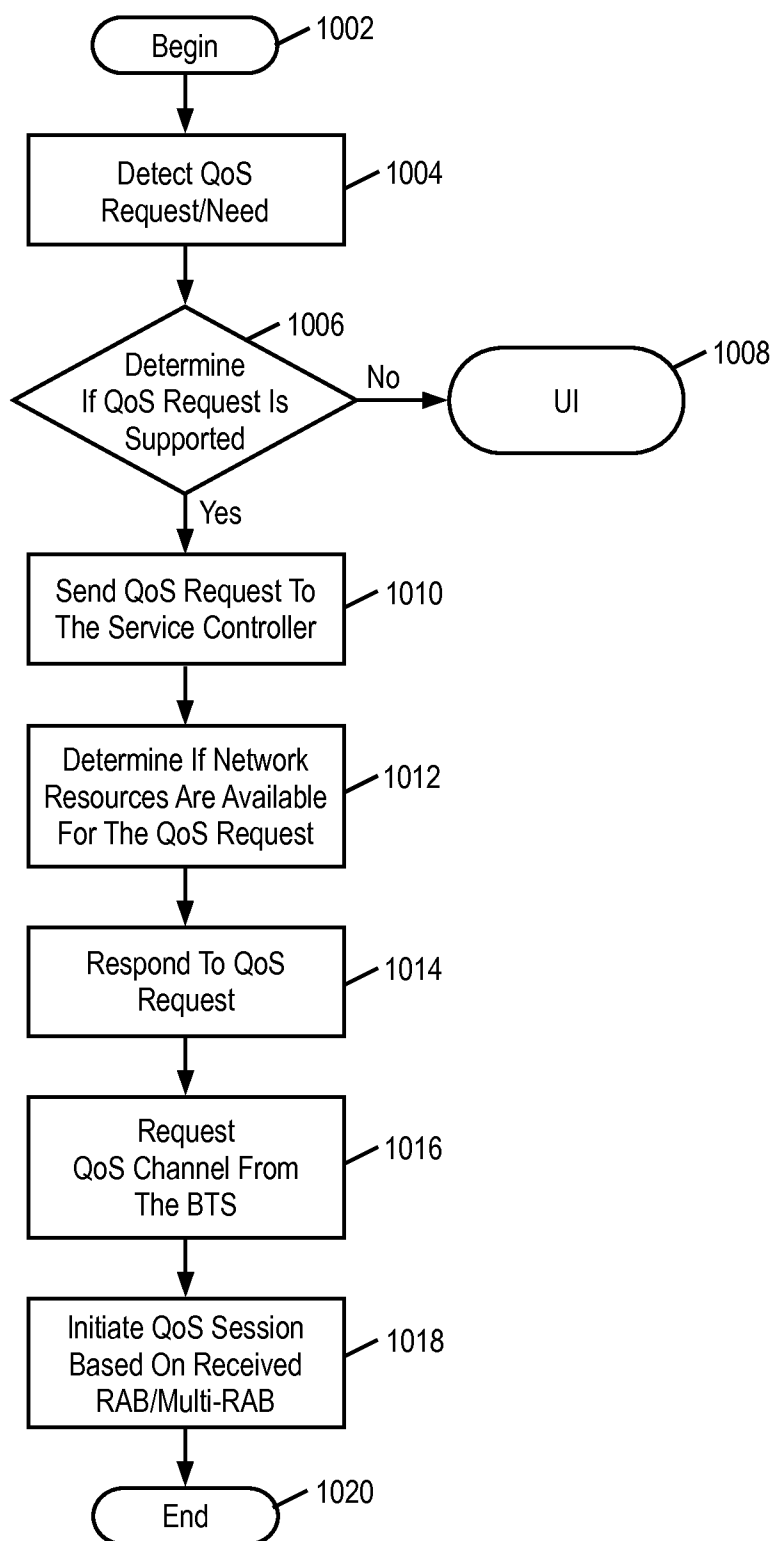 Begin
1002
Detect QoS
Request/Need
1004
1006
Determine
If QoS Request Is
Supported
No
UI
1008
Yes
Send QoS Request To
The Service Controller
1010
Determine If Network
Resources Are Available
For The QoS Request
1012
Respond To QoS
Request
1014
Request
QoS Channel From
The BTS
1016
Initiate QoS Session
Based On Received
RAB/Multi-RAB
1018
End
1020